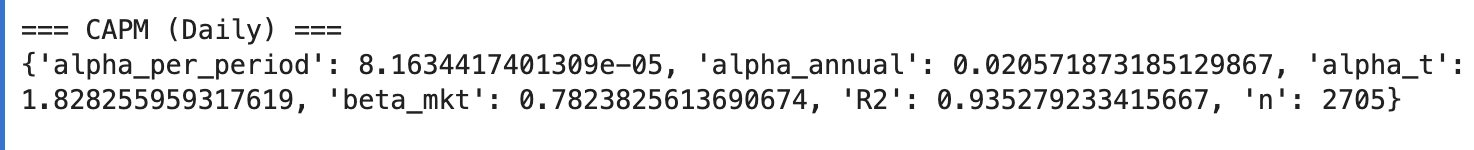 === CAPM (Daily) ===
{'alpha_per_period': 8.1634417401309e-05, 'alpha_annual': 0.020571873185129867, 'alpha_t':
1.828255959317619, 'beta_mkt': 0.7823825613690674, 'R2': 0.935279233415667, 'n': 2705}